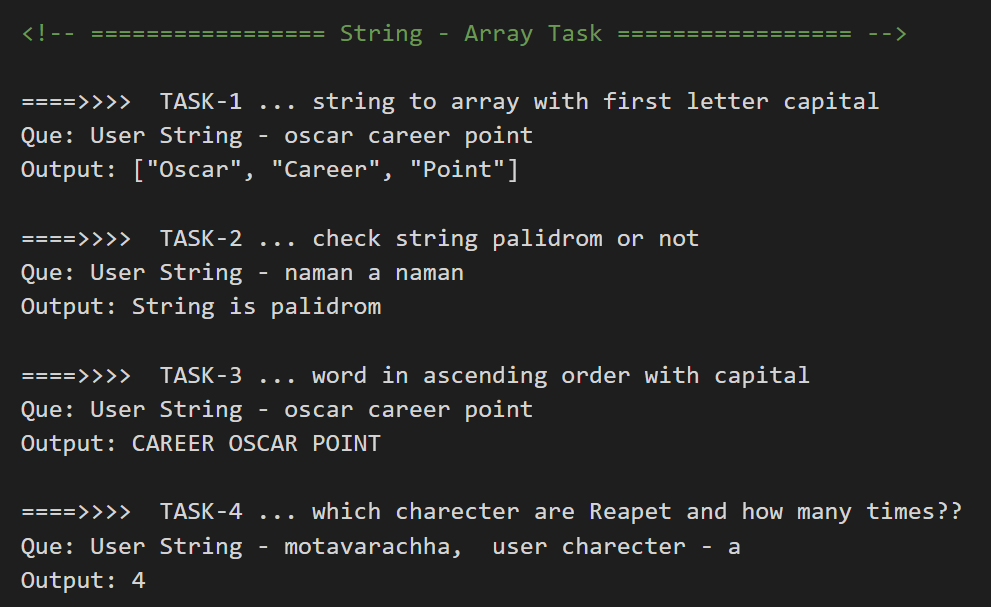 <!-- ================= String - Array Task ================= -->
====>>>>  TASK-1 ... string to array with first letter capital
Que: User String - oscar career point
Output: ["Oscar", "Career", "Point"]
====>>>>  TASK-2 ... check string palidrom or not
Que: User String - naman a naman
Output: String is palidrom
====>>>>  TASK-3 ... word in ascending order with capital
Que: User String - oscar career point
Output: CAREER OSCAR POINT
====>>>>  TASK-4 ... which charecter are Reapet and how many times??
Que: User String - motavarachha,  user charecter - a
Output: 4